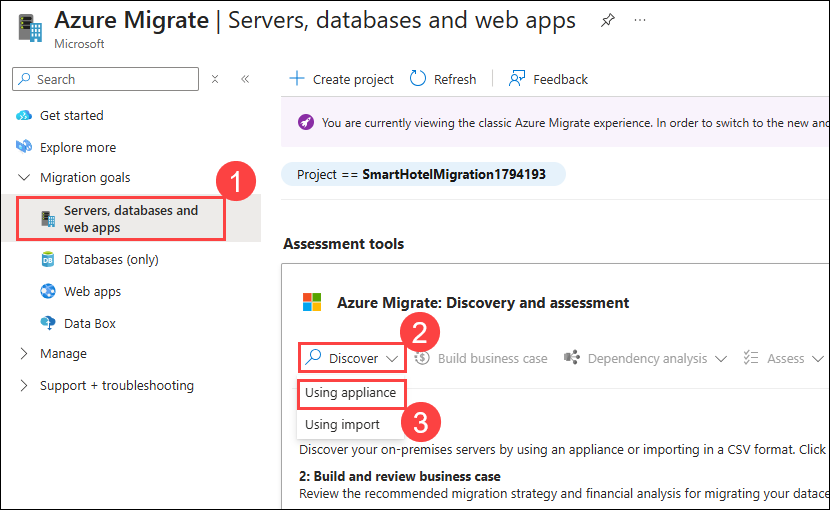 Azure Migrate | Servers, databases and web apps
Microsoft
Search
Create project
Refresh
Feedback
Get started
Explore more
Migration goals
1
Servers, databases and
web apps
Databases (only)
Web apps
Data Box
Manage
Support + troubleshooting
You are currently viewing the classic Azure Migrate experience. In order to switch to the new and
Project == SmartHotelMigration1794193
Assessment tools
Azure Migrate: Discovery and assessment
2
Discover
Build business case
Dependency analysis
Assess
Using appliance
3
Using import
Discover your on-premises servers by using an appliance or importing in a CSV format. Click
2: Build and review business case
Review the recommended migration strategy and financial analysis for migrating your datace